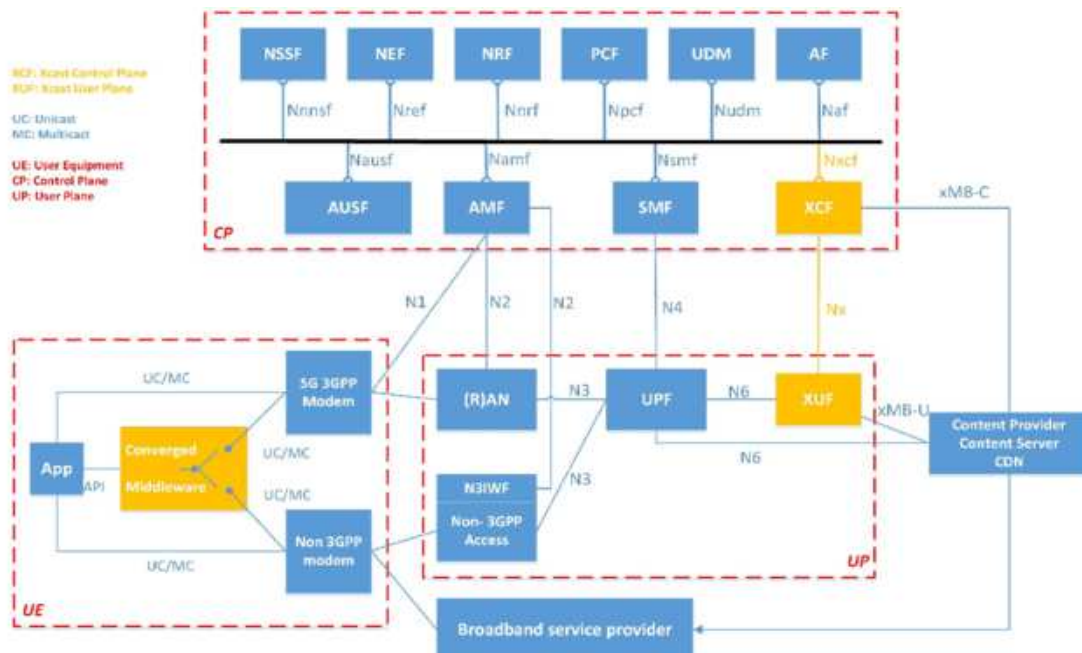 NSSF
NEF
NRF
PCF
UDM
AF
XCF: Xcast Control Plane
XUF: Xcast User Plane
UC: Unicast
MC: Multicact
UE: User Equipment
CP: Control Plane
UP: User Plane
Nnnsf
Nref
Nnrf
Npcf
Nudm
Naf
Nausf
Namf
Nsmf
Nxcf
xMB-C
AUSF
AMF
SMF
XCF
CP
N1
N2
N2
N4
Nx
UC/MC
5G 3GPP
Modem
(R)AN
N3
UPF
N6
XUF
xMB-U
Content Provider
Content Server
CDN
App
API
Converged
Middleware
UC/MC
UC/MC
N3IWF
N3
N6
Non- 3GPP
Access
Non 3GPP
modem
UC/MC
UP
UE
Broadband service provider